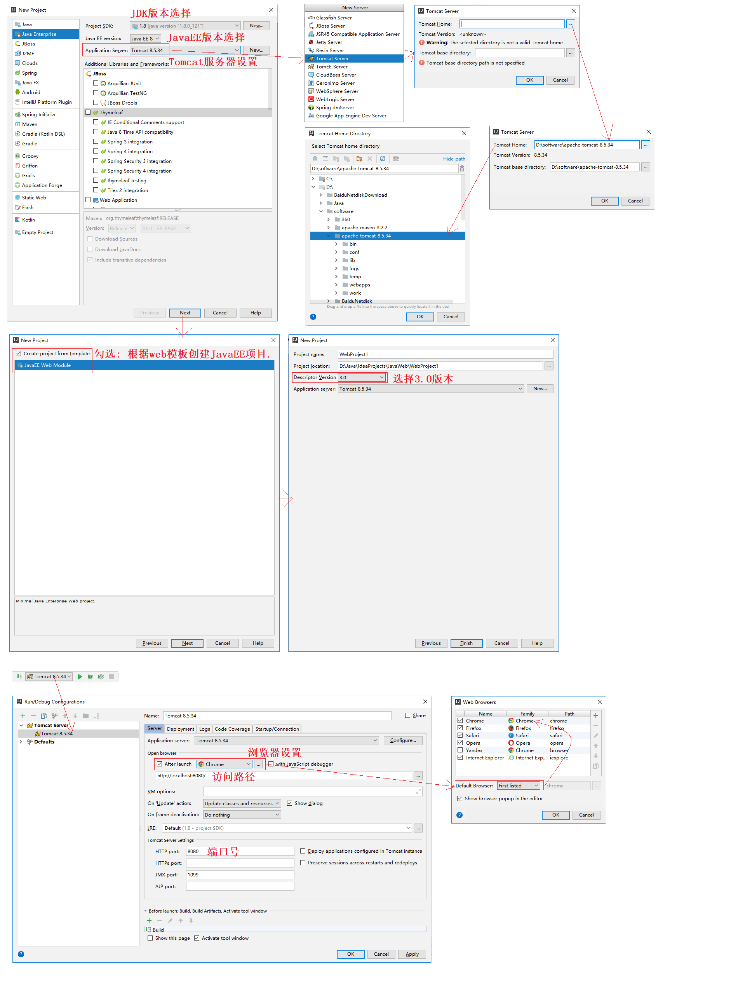 New Project
JDK版本选择
Java
Java Enterprise
JBoss
J2ME
Clouds
Spring
Java FX
Android
IntelliJ Platform Plugin
Spring Initializr
Maven
Gradle (Kotlin DSL)
Gradle
Groovy
Griffon
Grails
Application Forge
Static Web
Flash
Kotlin
Empty Project
Project SDK: 1.8 (java version "1.8.0_121") New...
Java EE version: Java EE 8 JavaEE版本选择
Application Server: Tomcat 8.5.34 New...
Additional Libraries and Frameworks: Tomcat服务器设置
JBoss
Arquillian JUnit
Arquillian TestNG
JBoss Drools
Thymeleaf
IE Conditional Comments support
Java 8 Time API compatibility
Spring 3 integration
Spring 4 integration
Spring Security 3 integration
Spring Security 4 integration
thymeleaf-testing
Tiles 2 integration
Web Application
Maven: org.thymeleaf:thymeleaf:RELEASE
Version: Release 3.0.11.RELEASE
Download Sources
Download JavaDocs
Include transitive dependencies
Previous Next Cancel Help
New Server
Glassfish Server
JBoss Server
JSR45 Compatible Application Server
Jetty Server
Resin Server
Tomcat Server
TomEE Server
CloudBees Server
Geronimo Server
WebSphere Server
WebLogic Server
Spring dmServer
Google App Engine Dev Server
Tomcat Server
Tomcat Home: ...
Tomcat Version: <unknown>
Warning: The selected directory is not a valid Tomcat home
Tomcat base directory: ...
Tomcat base directory path is not specified
OK Cancel
Tomcat Home Directory
Select Tomcat home directory
Hide path
D:\software\apache-tomcat-8.5.34
C:\
D:\
BaiduNetdiskDownload
Java
software
360
apache-maven-3.2.2
apache-tomcat-8.5.34
bin
conf
lib
logs
temp
webapps
work
BaiduNetdisk
Drag and drop a file into the space above to quickly locate it in the tree
OK Cancel
Tomcat Server
Tomcat Home: D:\software\apache-tomcat-8.5.34 ...
Tomcat Version: 8.5.34
Tomcat base directory: D:\software\apache-tomcat-8.5.34 ...
OK Cancel
New Project
Create project from template 勾选: 根据web模板创建JavaEE项目.
JavaEE Web Module
Minimal Java Enterprise Web project.
Previous Next Cancel Help
New Project
Project name: WebProject1
Project location: D:\Java\IdeaProjects\JavaWeb\WebProject1 ...
Descriptor Version 3.0 选择3.0版本
Application server: Tomcat 8.5.34 New...
Previous Finish Cancel Help
Tomcat 8.5.34
Run/Debug Configurations
Tomcat Server
Tomcat 8.5.34
Defaults
Name: Tomcat 8.5.34 Share
Server Deployment Logs Code Coverage Startup/Connection
Application server: Tomcat 8.5.34 Configure...
Open browser 浏览器设置
After launch Chrome ... with JavaScript debugger
http://localhost:8080/ 访问路径 ...
VM options:
On 'Update' action: Update classes and resources Show dialog
On frame deactivation: Do nothing
JRE: Default (1.8 - project SDK) ...
Tomcat Server Settings
HTTP port: 8080 端口号 Deploy applications configured in Tomcat instance
HTTPs port: Preserve sessions across restarts and redeploys
JMX port: 1099
AJP port:
Before launch: Build, Build Artifacts, Activate tool window
Build
Show this page Activate tool window
OK Cancel Apply
Web Browsers
Name Family Path
Chrome Chrome chrome
Firefox Firefox firefox
Safari Safari safari
Opera Opera opera
Yandex Chrome browser
Internet Explorer Internet Exp... iexplore
Default Browser: First listed chrome ...
Show browser popup in the editor
OK Cancel